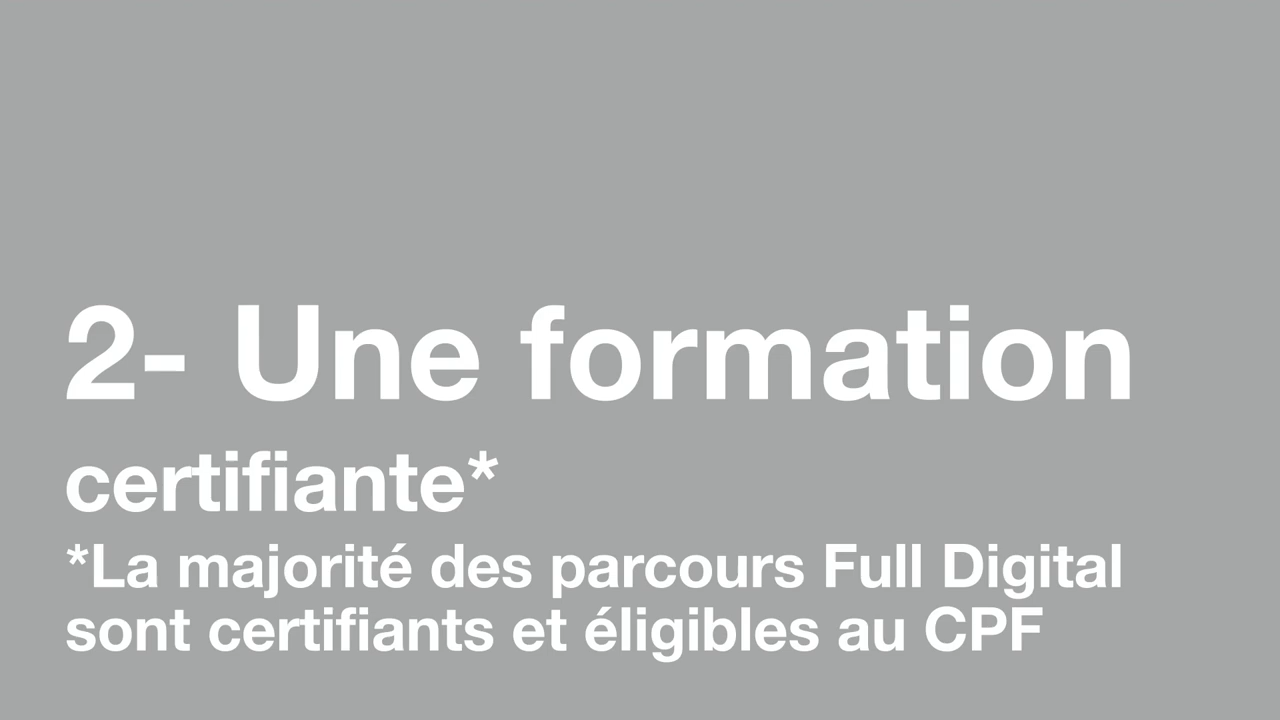 2- Une formation
certifiante*
*La majorité des parcours Full Digital
sont certifiants et éligibles au CPF